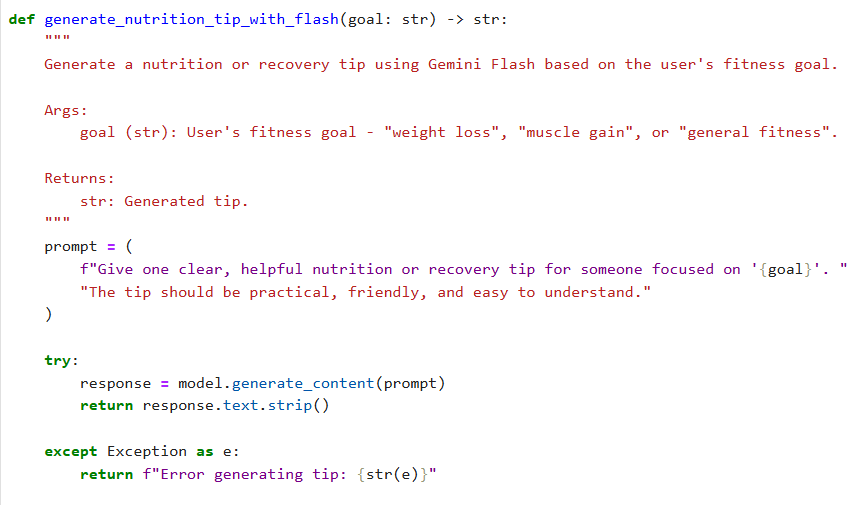 def generate_nutrition_tip_with_flash(goal: str) -> str:
    """
    Generate a nutrition or recovery tip using Gemini Flash based on the user's fitness goal.

    Args:
        goal (str): User's fitness goal - "weight loss", "muscle gain", or "general fitness".

    Returns:
        str: Generated tip.
    """
    prompt = (
        f"Give one clear, helpful nutrition or recovery tip for someone focused on '{goal}'. "
        "The tip should be practical, friendly, and easy to understand."
    )

    try:
        response = model.generate_content(prompt)
        return response.text.strip()

    except Exception as e:
        return f"Error generating tip: {str(e)}"